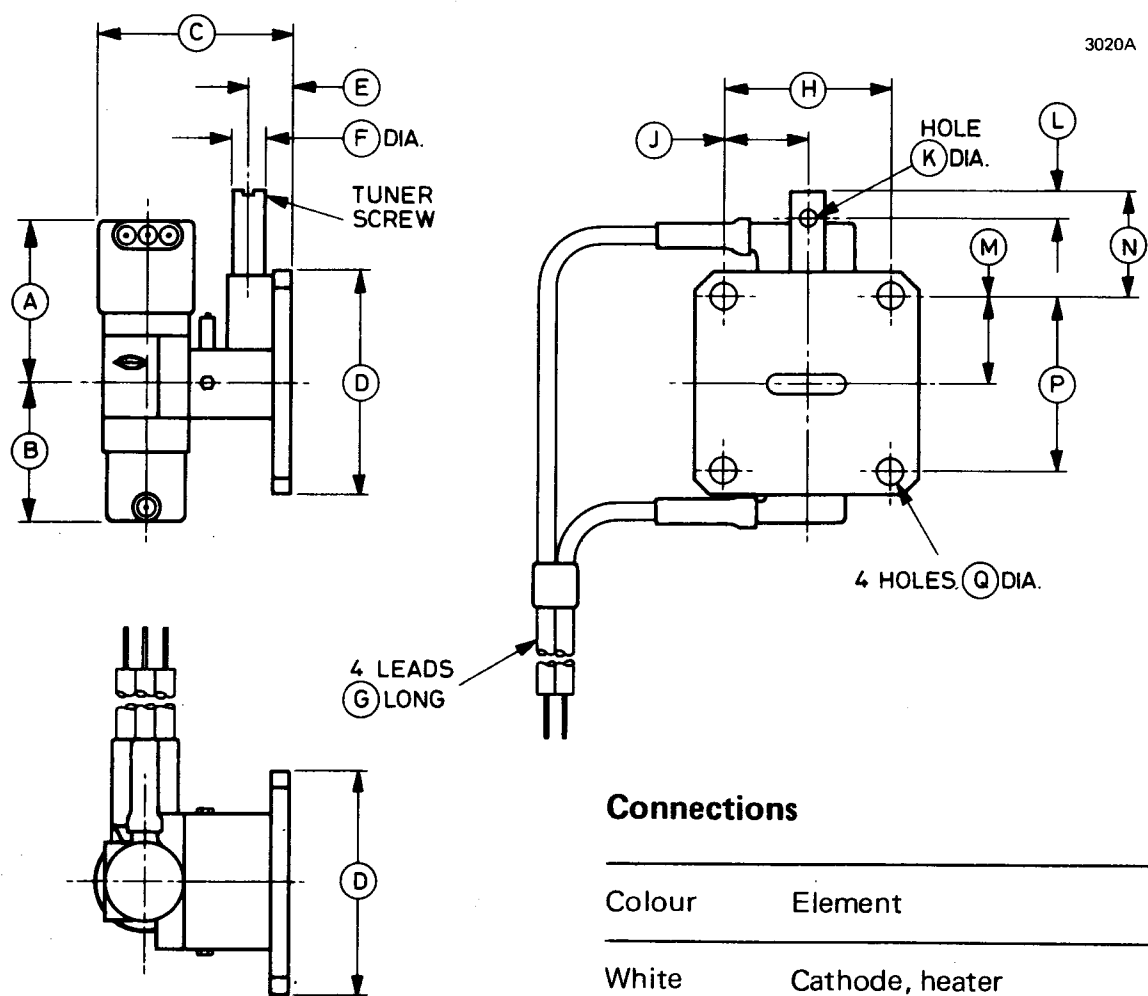 3020A
C
E
F DIA.
TUNER
SCREW
A
B
D
H
J
HOLE
K DIA.
L
M
N
P
4 HOLES, Q DIA.
4 LEADS
G LONG
D
Connections
Colour Element
White Cathode, heater